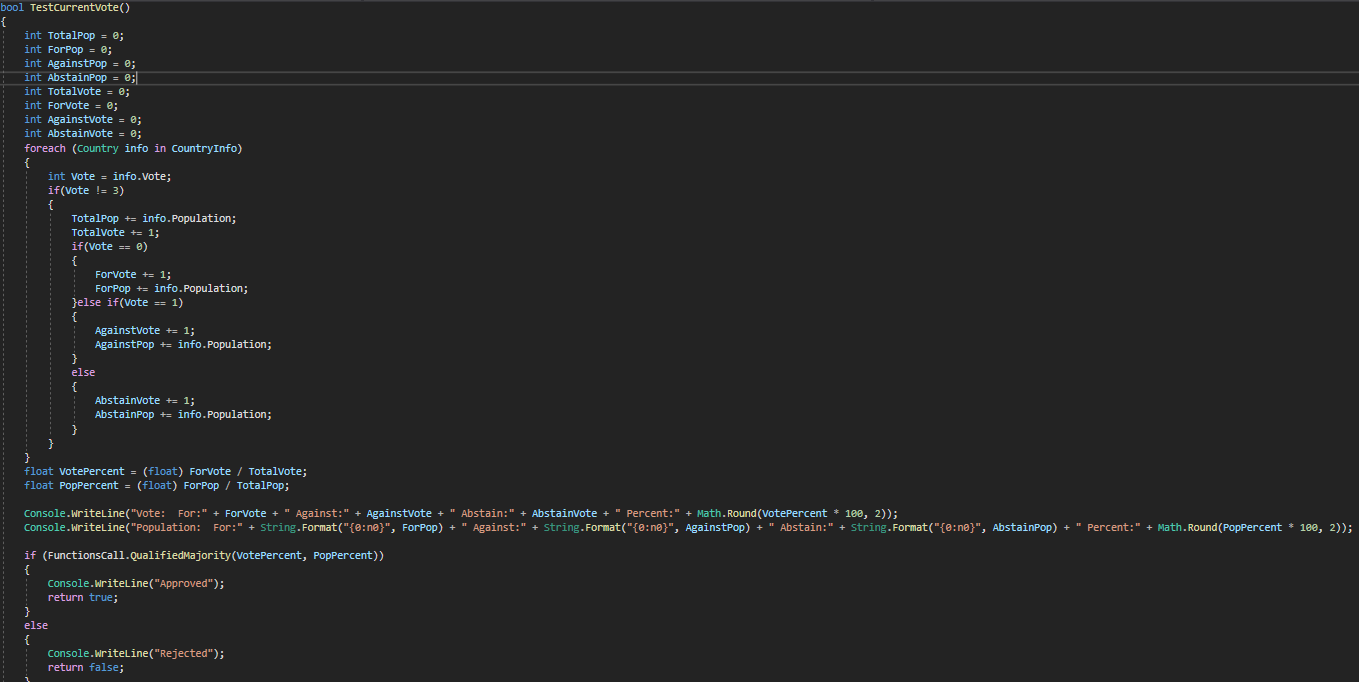 bool TestCurrentVote()
{
    int TotalPop = 0;
    int ForPop = 0;
    int AgainstPop = 0;
    int AbstainPop = 0;
    int TotalVote = 0;
    int ForVote = 0;
    int AgainstVote = 0;
    int AbstainVote = 0;
    foreach (Country info in CountryInfo)
    {
        int Vote = info.Vote;
        if(Vote != 3)
        {
            TotalPop += info.Population;
            TotalVote += 1;
            if(Vote == 0)
            {
                ForVote += 1;
                ForPop += info.Population;
            }else if(Vote == 1)
            {
                AgainstVote += 1;
                AgainstPop += info.Population;
            }
            else
            {
                AbstainVote += 1;
                AbstainPop += info.Population;
            }
        }
    }
    float VotePercent = (float) ForVote / TotalVote;
    float PopPercent = (float) ForPop / TotalPop;

    Console.WriteLine("Vote:  For:" + ForVote + " Against:" + AgainstVote + " Abstain:" + AbstainVote + " Percent:" + Math.Round(VotePercent * 100, 2));
    Console.WriteLine("Population:  For:" + String.Format("{0:n0}", ForPop) + " Against:" + String.Format("{0:n0}", AgainstPop) + " Abstain:" + String.Format("{0:n0}", AbstainPop) + " Percent:" + Math.Round(PopPercent * 100, 2));

    if (FunctionsCall.QualifiedMajority(VotePercent, PopPercent))
    {
        Console.WriteLine("Approved");
        return true;
    }
    else
    {
        Console.WriteLine("Rejected");
        return false;
    }